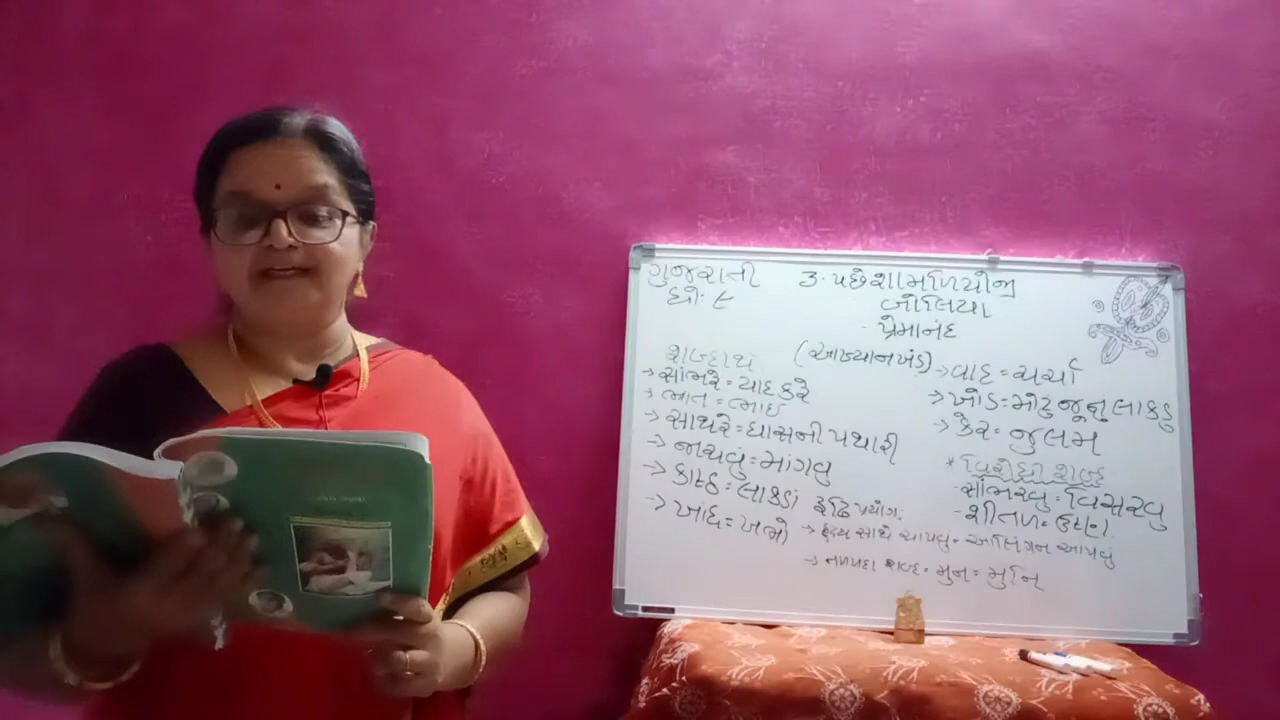 ગુજરાતી
ધો: ૯
૩. પછે શામળિયોજી
બોલિયા
- પ્રેમાનંદ
(આખ્યાનખંડ)
શબ્દાર્થ
→ સાંભરે = યાદ કરે
→ ભ્રાત = ભાઇ
→ સાથરે = ઘાસની પથારી
→ જાચવું = માંગવુ
→ કાષ્ઠ = લાકડાં
→ ખાંધ = ખભો
→ વાદ = ચર્ચા
→ ખોડ = મોટુ જૂનુ લાકડુ
→ કેર = જુલમ
* વિરોધી શબ્દ
- સાંભરવુ = વિસરવુ
- શીતળ = ઉષ્ણ
રૂઢિ પ્રયોગ
→ હૃદય સાથે ચાંપવું = આલિંગન આપવું
→ તળપદા શબ્દ = મુન = મુનિ